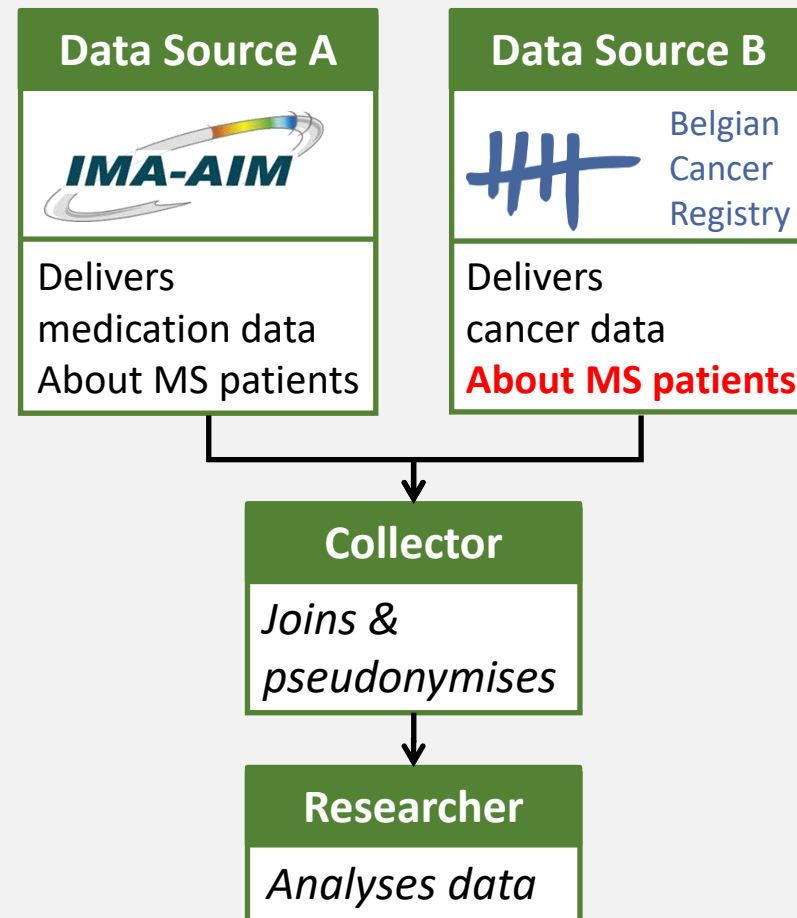 Data Source A
IMA-AIM
Delivers
medication data
About MS patients
Data Source B
Belgian
Cancer
Registry
Delivers
cancer data
About MS patients
Collector
Joins &
pseudonymises
Researcher
Analyses data